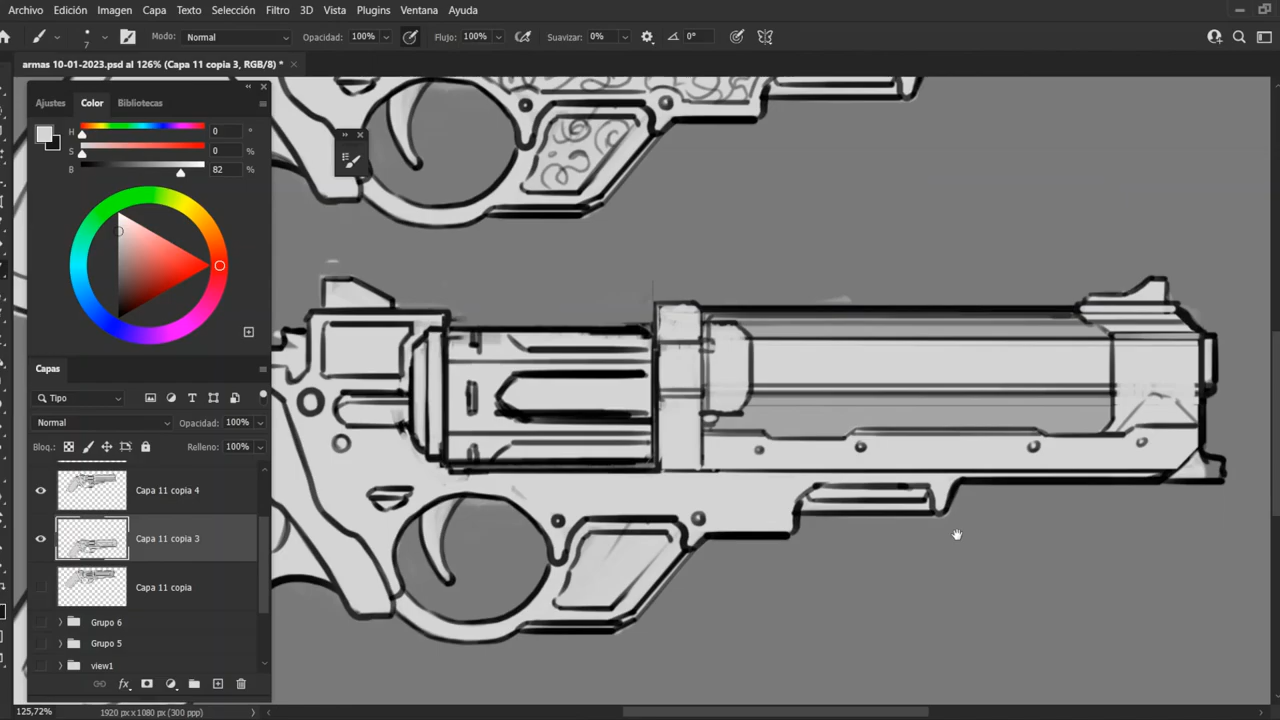 Archivo Edición Imagen Capa Texto Selección Filtro 3D Vista Plugins Ventana Ayuda
7 Modo: Normal Opacidad: 100% Flujo: 100% Suavizar: 0% 0°
armas 10-01-2023.psd al 126% (Capa 11 copia 3, RGB/8) *
Ajustes Color Bibliotecas
H 0 °
S 0 %
B 82 %
Capas
Tipo
Normal Opacidad: 100%
Bloq.: Relleno: 100%
Capa 11 copia 4
Capa 11 copia 3
Capa 11 copia
Grupo 6
Grupo 5
view1
fx
125,72% 1920 px x 1080 px (300 ppp)